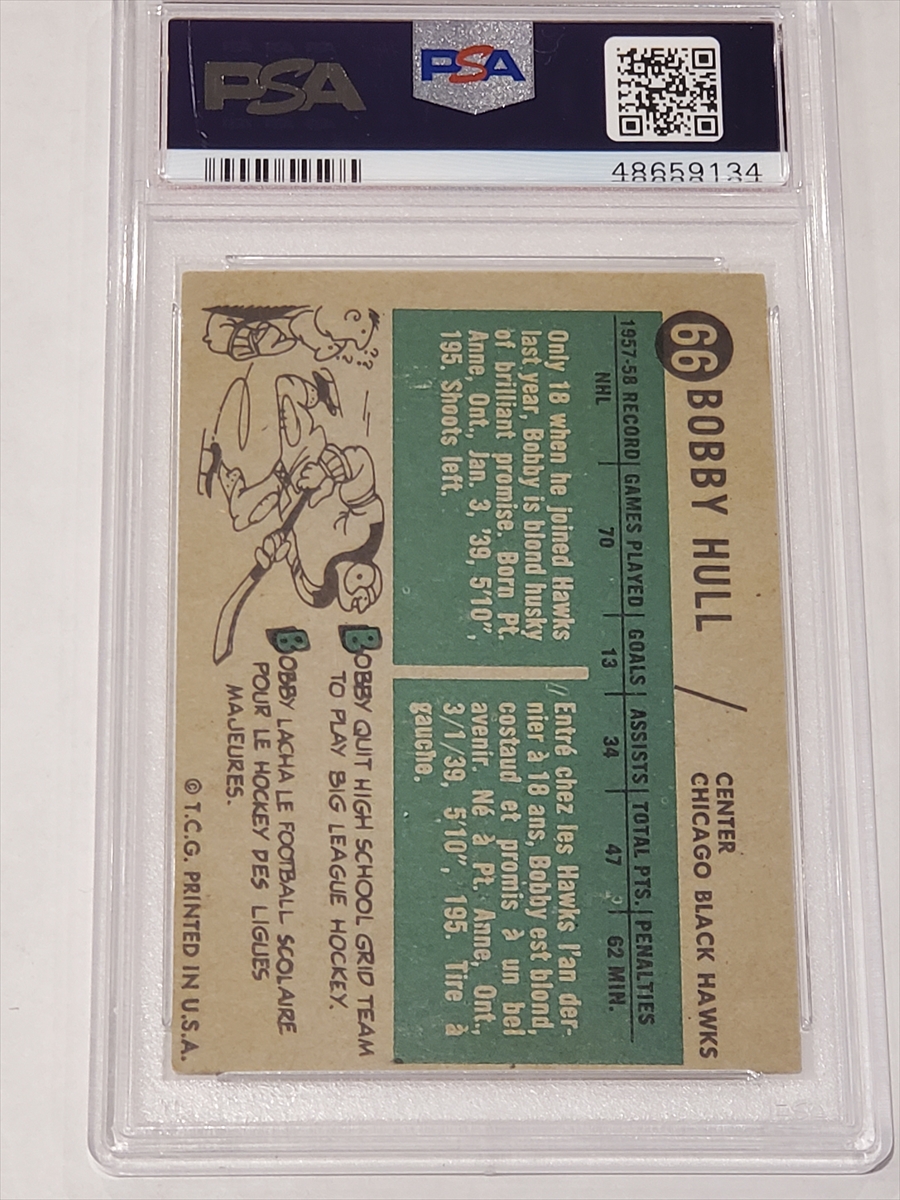 PSA
PSA
48659134
66 BOBBY HULL
CENTER
CHICAGO BLACK HAWKS
1957-58 RECORD GAMES PLAYED GOALS ASSISTS TOTAL PTS. PENALTIES
NHL 70 13 34 47 62 MIN.
Only 18 when he joined Hawks
last year, Bobby is blond husky
of brilliant promise. Born Pt.
Anne, Ont., Jan. 3, '39, 5'10",
195. Shoots left.
Entré chez les Hawks l'an der-
nier à 18 ans, Bobby est blond,
costaud et promis à un bel
avenir. Né à Pt. Anne, Ont.,
3/1/39, 5'10", 195. Tire à
gauche.
??
BOBBY QUIT HIGH SCHOOL GRID TEAM
TO PLAY BIG LEAGUE HOCKEY.
BOBBY LACHA LE FOOTBALL SCOLAIRE
POUR LE HOCKEY DES LIGUES
MAJEURES.
© T.C.G. PRINTED IN U.S.A.